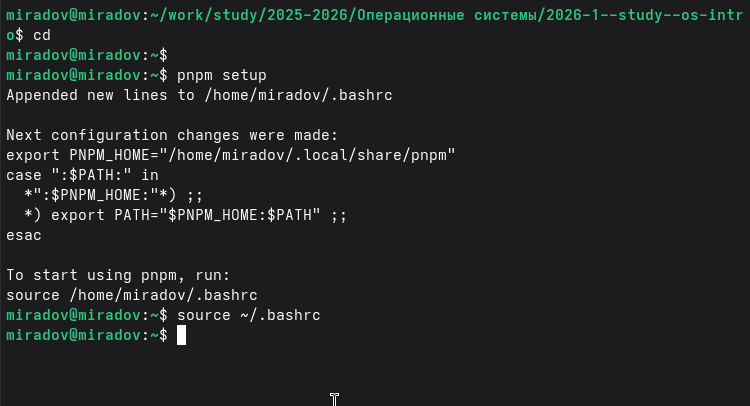 miradov@miradov:~/work/study/2025-2026/Операционные системы/2026-1--study--os-intr
o$ cd
miradov@miradov:~$
miradov@miradov:~$ pnpm setup
Appended new lines to /home/miradov/.bashrc

Next configuration changes were made:
export PNPM_HOME="/home/miradov/.local/share/pnpm"
case ":$PATH:" in
  *":$PNPM_HOME:"*) ;;
  *) export PATH="$PNPM_HOME:$PATH" ;;
esac

To start using pnpm, run:
source /home/miradov/.bashrc
miradov@miradov:~$ source ~/.bashrc
miradov@miradov:~$